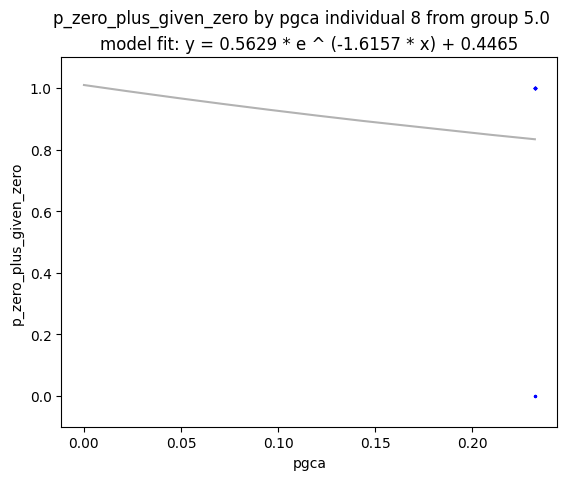 p_zero_plus_given_zero by pgca individual 8 from group 5.0
model fit: y = 0.5629 * e ^ (-1.6157 * x) + 0.4465
1.0
0.8
0.6
0.4
0.2
0.0
p_zero_plus_given_zero
0.00 0.05 0.10 0.15 0.20
pgca